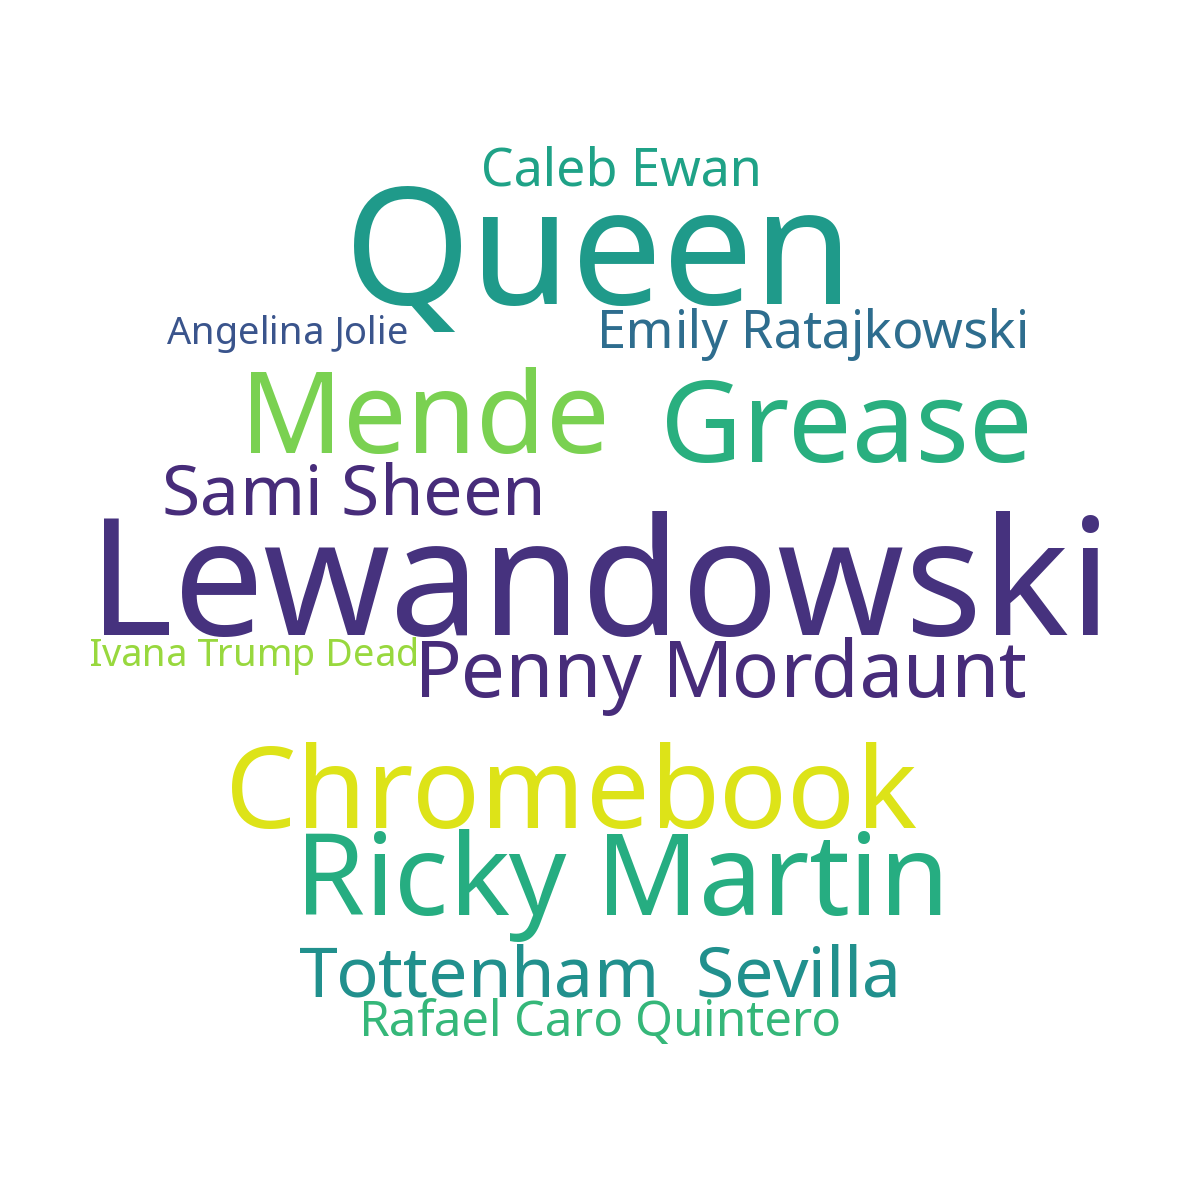 Caleb Ewan
Queen
Angelina Jolie
Emily Ratajkowski
Mende
Grease
Sami Sheen
Lewandowski
Ivana Trump Dead
Penny Mordaunt
Chromebook
Ricky Martin
Tottenham Sevilla
Rafael Caro Quintero